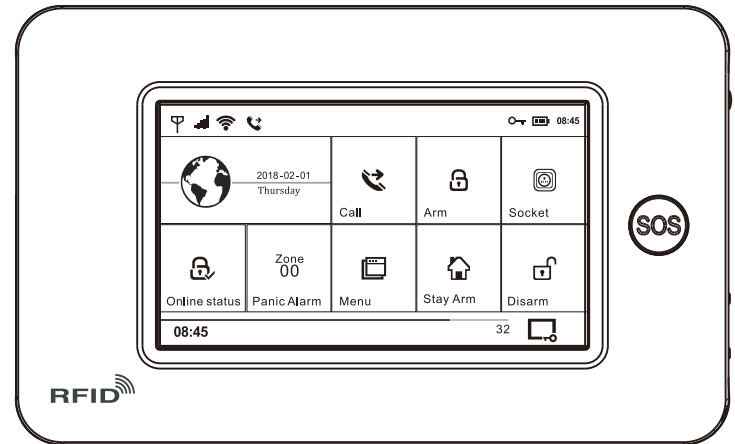 08:45
2018-02-01
Thursday
Call
Arm
Socket
SOS
Zone
00
Online status
Panic Alarm
Menu
Stay Arm
Disarm
08:45
32
RFID